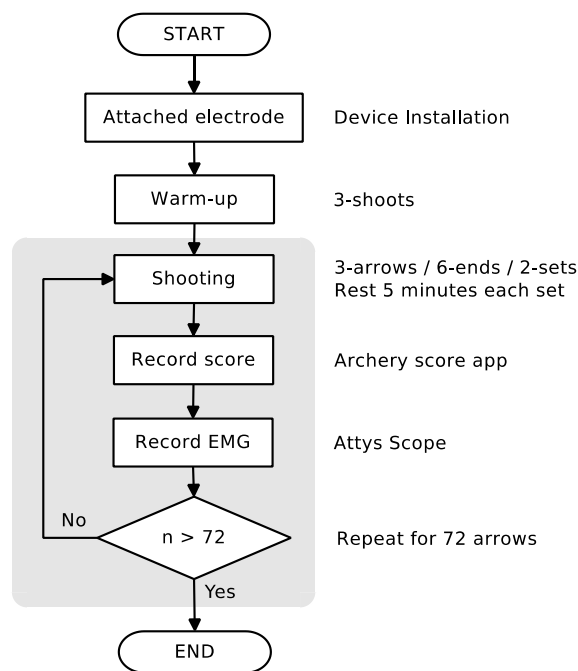 START
Attached electrode
Device Installation
Warm-up
3-shoots
Shooting
3-arrows / 6-ends / 2-sets
Rest 5 minutes each set
Record score
Archery score app
Record EMG
Attys Scope
No
n > 72
Repeat for 72 arrows
Yes
END